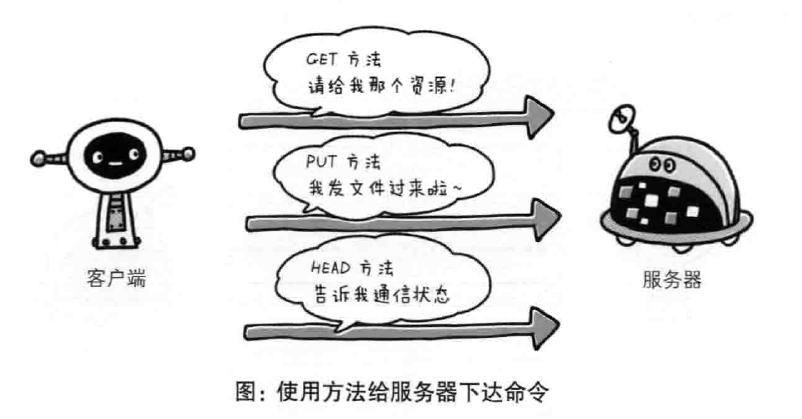 GET 方法
请给我那个资源!
PUT 方法
我发文件过来啦~
HEAD 方法
告诉我通信状态
客户端
服务器
图：使用方法给服务器下达命令